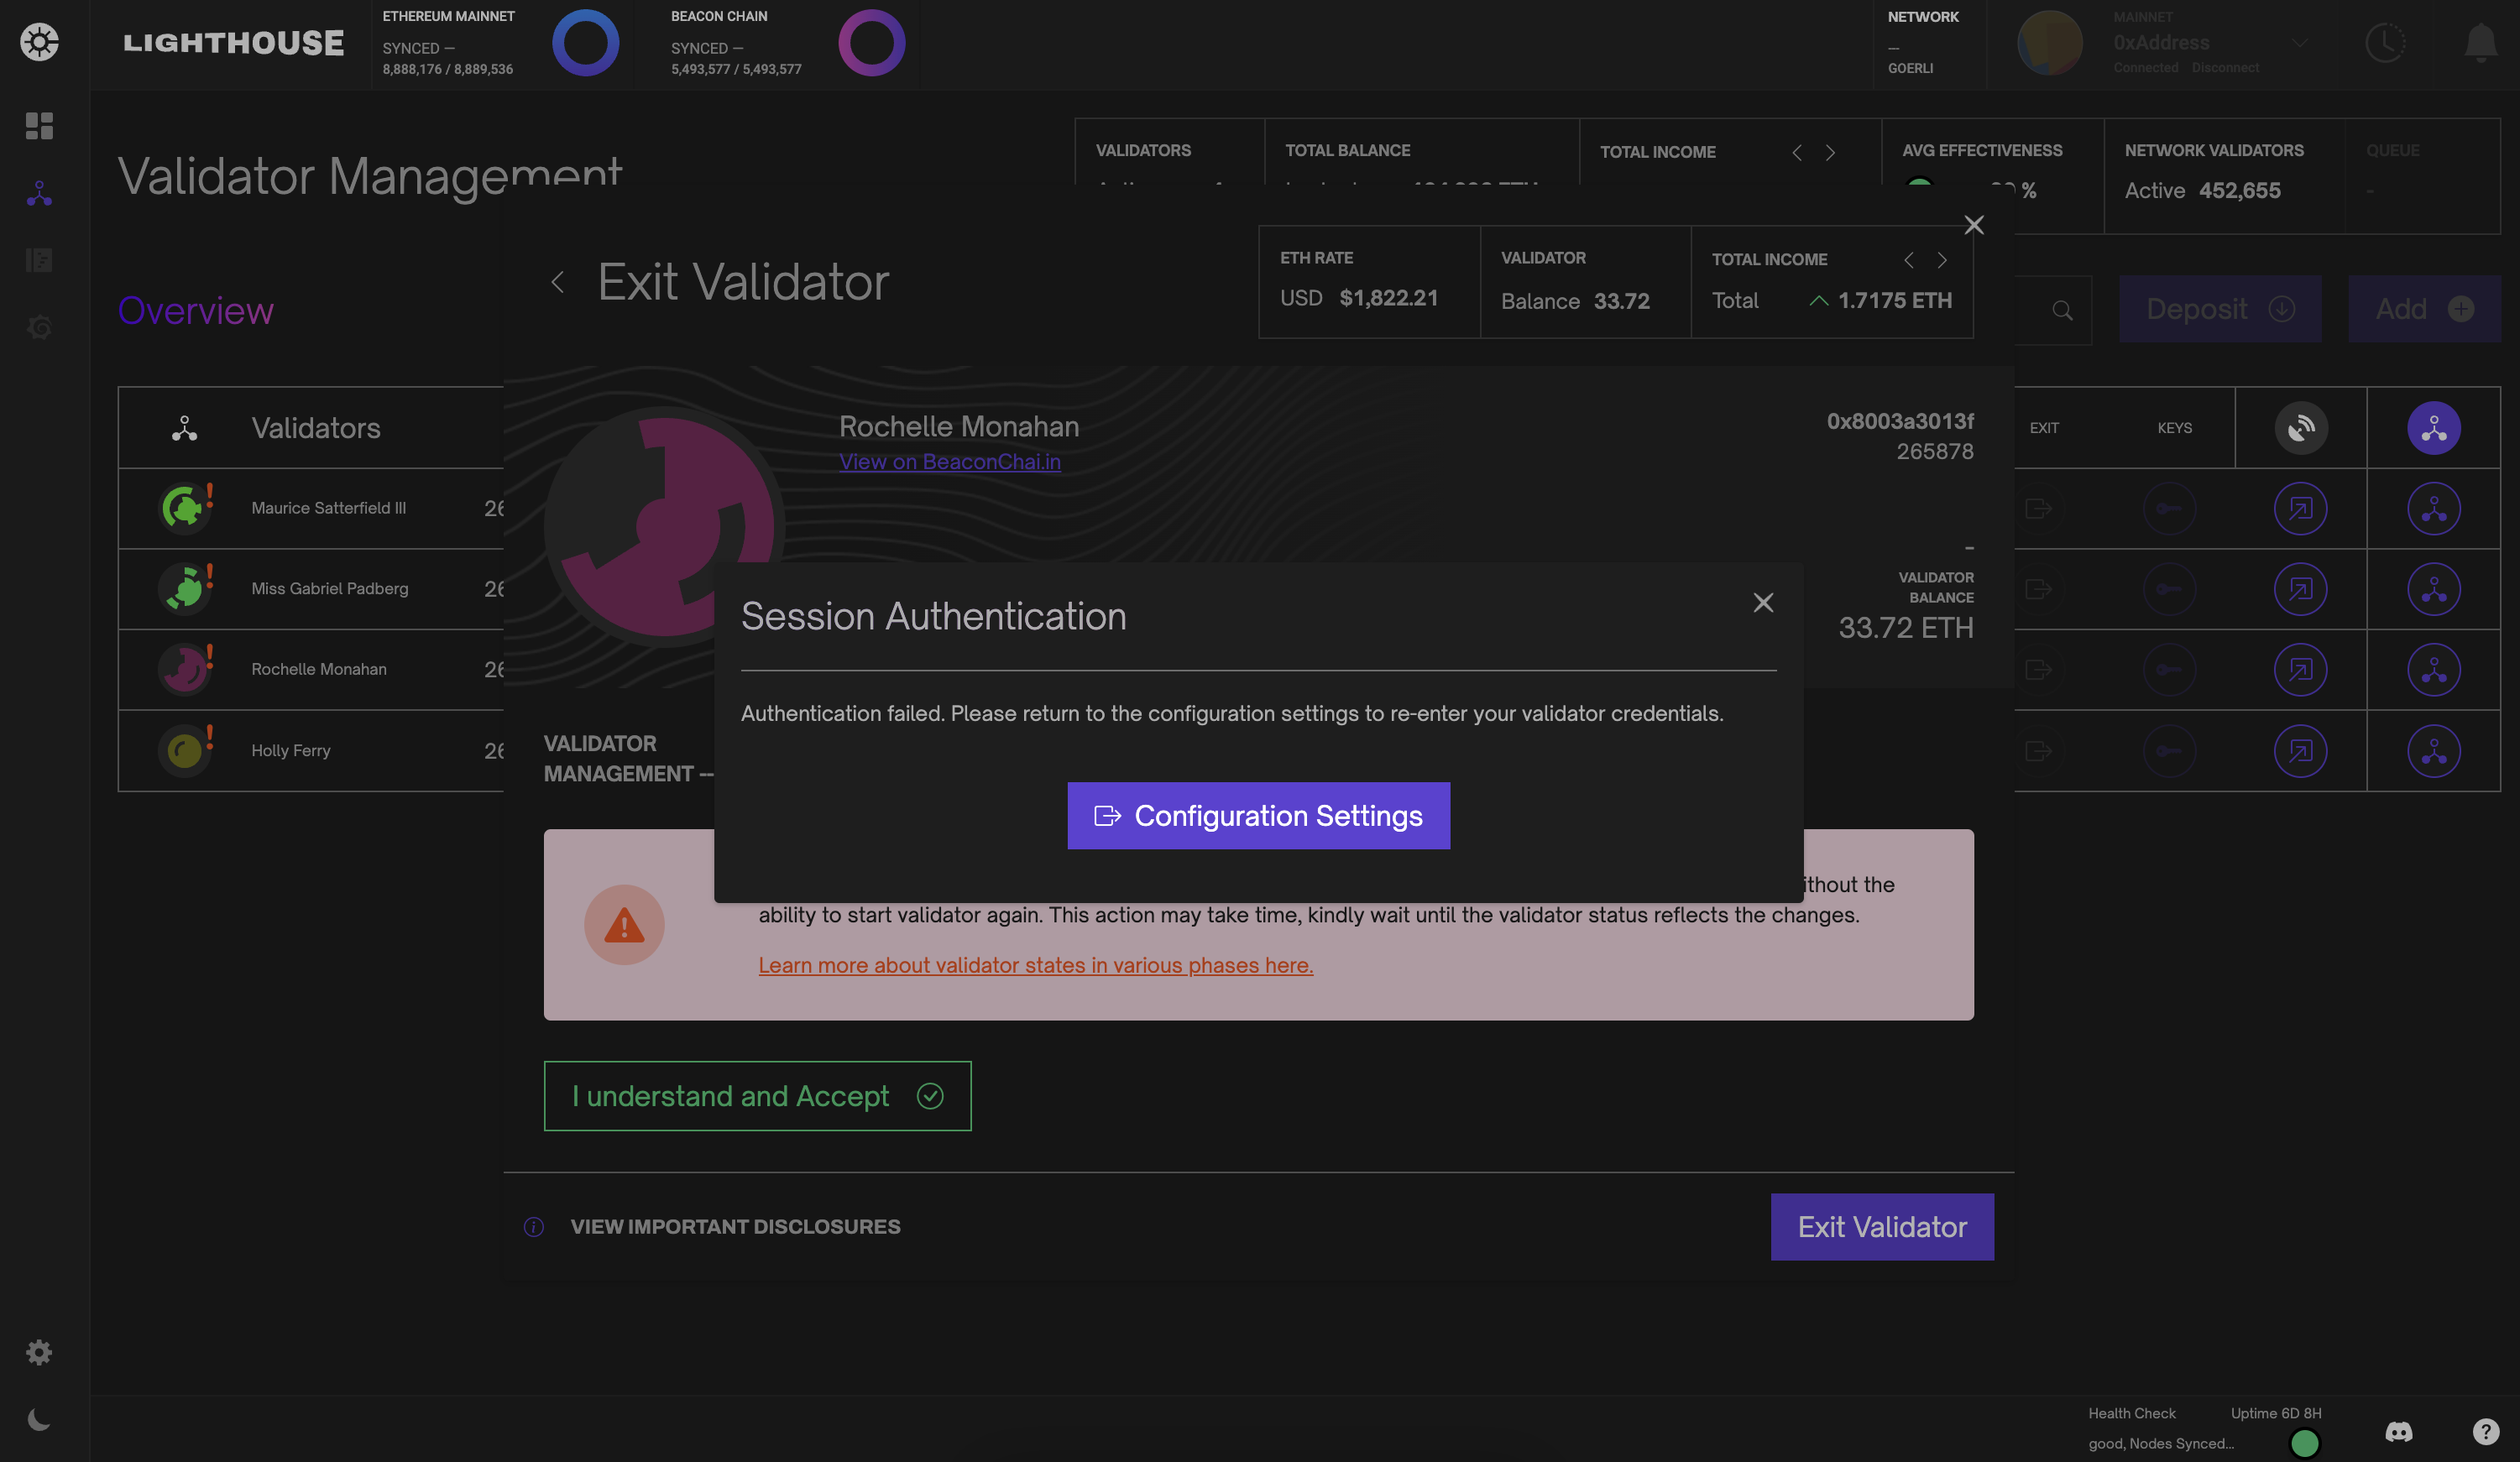 LIGHTHOUSE
ETHEREUM MAINNET
SYNCED —
8,888,176 / 8,889,536
BEACON CHAIN
SYNCED —
5,493,577 / 5,493,577
NETWORK
—
GOERLI
MAINNET
0xAddress
Connected Disconnect
Validator Management
VALIDATORS
TOTAL BALANCE
TOTAL INCOME
AVG EFFECTIVENESS
%
NETWORK VALIDATORS
Active 452,655
QUEUE
-
Overview
Deposit
Add
Validators
EXIT
KEYS
Maurice Satterfield III
Miss Gabriel Padberg
Rochelle Monahan
Holly Ferry
Exit Validator
ETH RATE
USD $1,822.21
VALIDATOR
Balance 33.72
TOTAL INCOME
Total 1.7175 ETH
Rochelle Monahan
View on BeaconChai.in
0x8003a3013f
265878
-
VALIDATOR
BALANCE
33.72 ETH
VALIDATOR
MANAGEMENT —
Session Authentication
Authentication failed. Please return to the configuration settings to re-enter your validator credentials.
Configuration Settings
the
ability to start validator again. This action may take time, kindly wait until the validator status reflects the changes.
Learn more about validator states in various phases here.
I understand and Accept
VIEW IMPORTANT DISCLOSURES
Exit Validator
Health Check
Uptime 6D 8H
good, Nodes Synced...